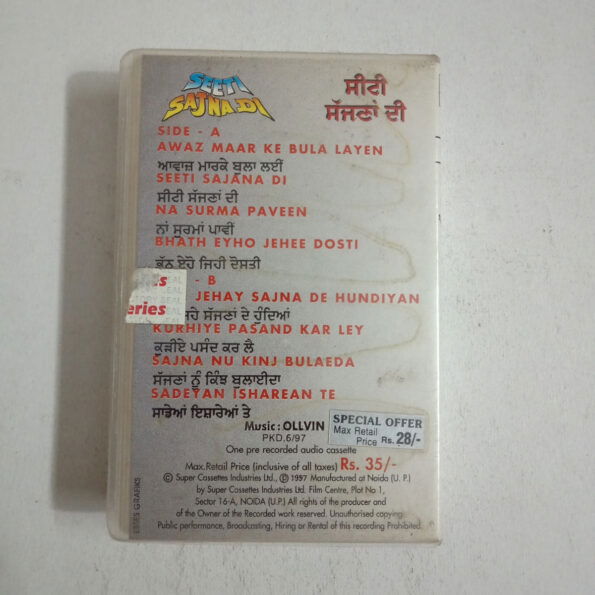 SEETI
SAJNA.DI
ਸੀਟੀ
ਸੱਜਣਾਂ ਦੀ
SIDE - A
AWAZ MAAR KE BULA LAYEN
ਆਵਾਜ਼ ਮਾਰਕੇ ਬੁਲਾ ਲਈਂ
SEETI SAJANA DI
ਸੀਟੀ ਸੱਜਣਾਂ ਦੀ
NA SURMA PAVEEN
ਨਾਂ ਸੁਰਮਾਂ ਪਾਵੀਂ
BHATH EYHO JEHEE DOSTI
ਭੱਠ ਏਹੋ ਜਿਹੀ ਦੋਸਤੀ
- B
JEHAY SAJNA DE HUNDIYAN
ਜਹੇ ਸੱਜਣਾਂ ਦੇ ਹੁੰਦਿਆਂ
KURHIYE PASAND KAR LEY
ਕੁੜੀਏ ਪਸੰਦ ਕਰ ਲੈ
SAJNA NU KINJ BULAEDA
ਸੱਜਣਾਂ ਨੂੰ ਕਿੰਝ ਬੁਲਾਈਦਾ
SADEYAN ISHAREAN TE
ਸਾਡੇਆਂ ਇਸ਼ਾਰੇਆਂ ਤੇ
eries
SEAL
Music : OLLVIN
PKD.6/97
SPECIAL OFFER
Max Retail
Price Rs. 28/-
One pre recorded audio cassette
Max.Retail Price (inclusive of all taxes) Rs. 35/-
© Super Cassettes Industries Ltd., ℗ 1997 Manufactured at Noida (U. P.)
by Super Cassettes Industries Ltd. Film Centre, Plot No 1,
Sector 16-A, NOIDA (U.P.) All rights of the producer and
of the Owner of the Recorded work reserved. Unauthorised copying
Public performance, Broadcasting, Hiring or Rental of this recording Prohibited.